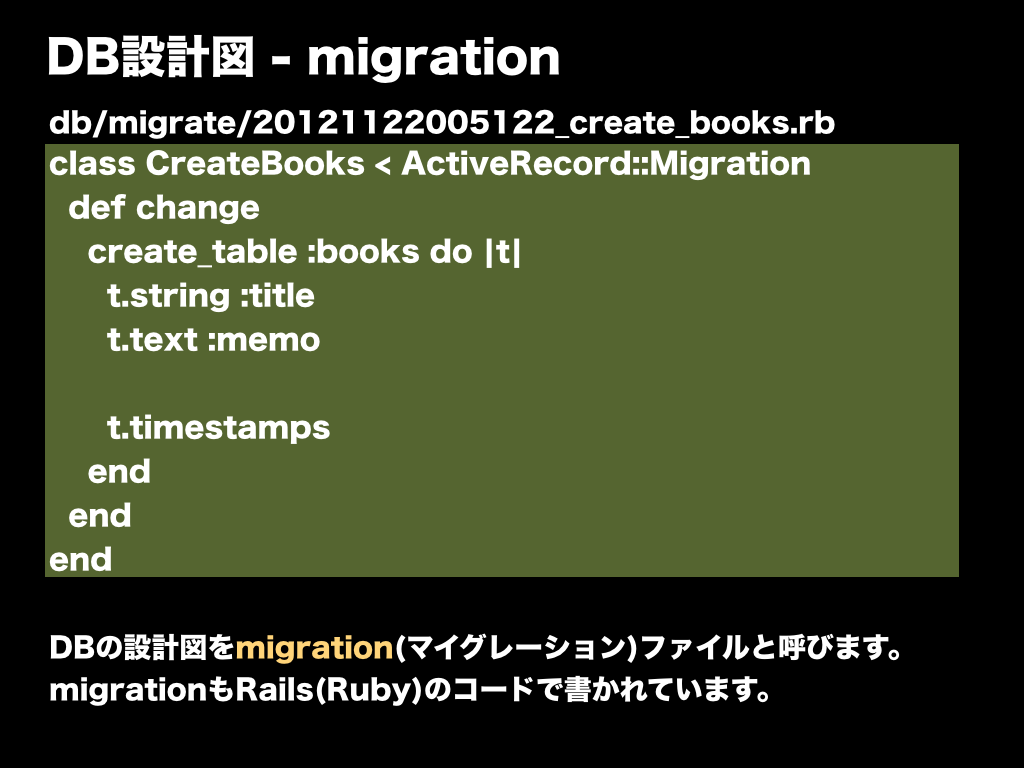 DB設計図 - migration
db/migrate/20121122005122_create_books.rb
class CreateBooks < ActiveRecord::Migration
  def change
    create_table :books do |t|
      t.string :title
      t.text :memo

      t.timestamps
    end
  end
end
DBの設計図をmigration(マイグレーション)ファイルと呼びます。
migrationもRails(Ruby)のコードで書かれています。